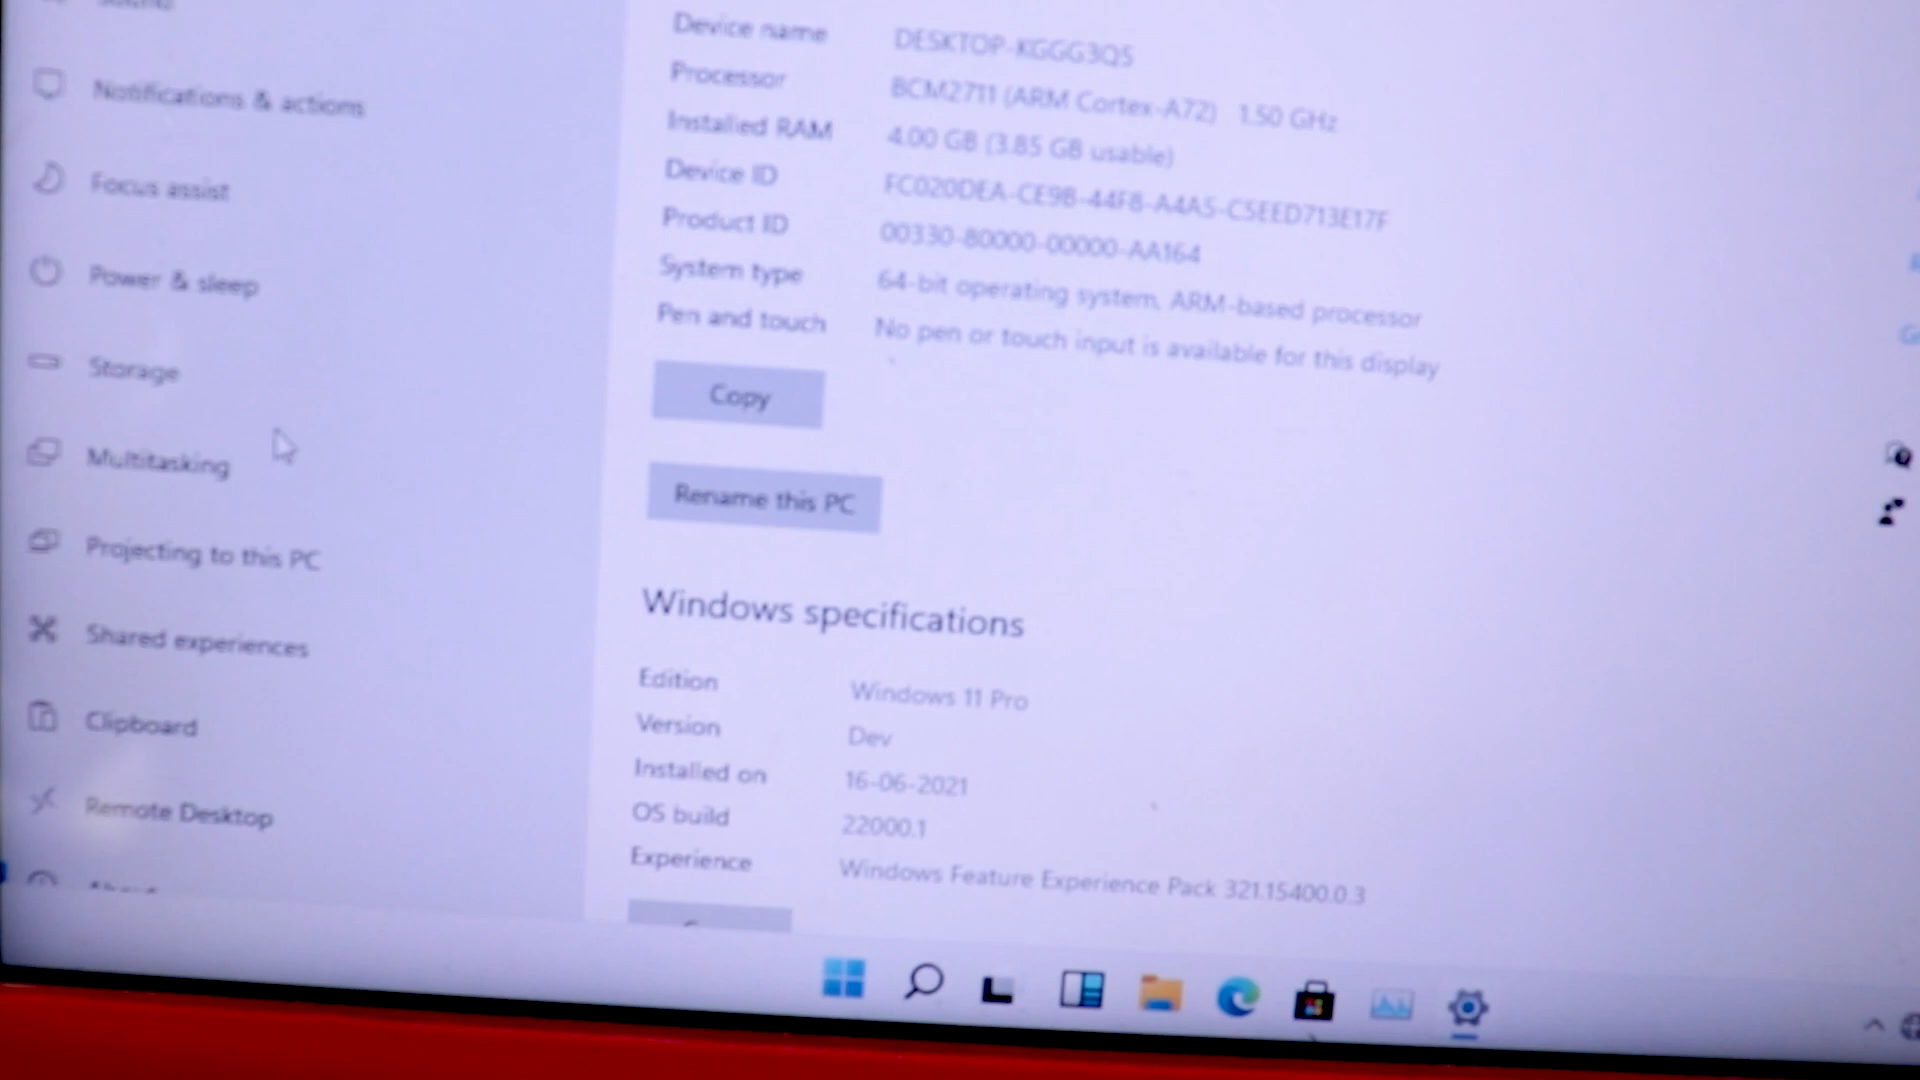 Device name DESKTOP-KGGG3Q5
Processor BCM2711 (ARM Cortex-A72) 1.50 GHz
Installed RAM 4.00 GB (3.85 GB usable)
Device ID FC020DEA-CE9B-44F8-A4A5-C5EED713E17F
Product ID 00330-80000-00000-AA164
System type 64-bit operating system, ARM-based processor
Pen and touch No pen or touch input is available for this display
Copy
Rename this PC
Windows specifications
Edition Windows 11 Pro
Version Dev
Installed on 16-06-2021
OS build 22000.1
Experience Windows Feature Experience Pack 321.15400.0.3
Notifications & actions
Focus assist
Power & sleep
Storage
Multitasking
Projecting to this PC
Shared experiences
Clipboard
Remote Desktop